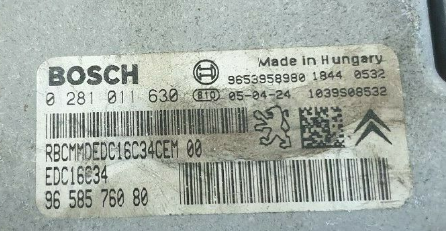 BOSCH
Made in Hungary
9653958980 1844 0532
0 281 011 630
610 05-04-24 1039S08532
RBCMMDEDC16C34CEM 00
EDC16C34
96 585 760 80